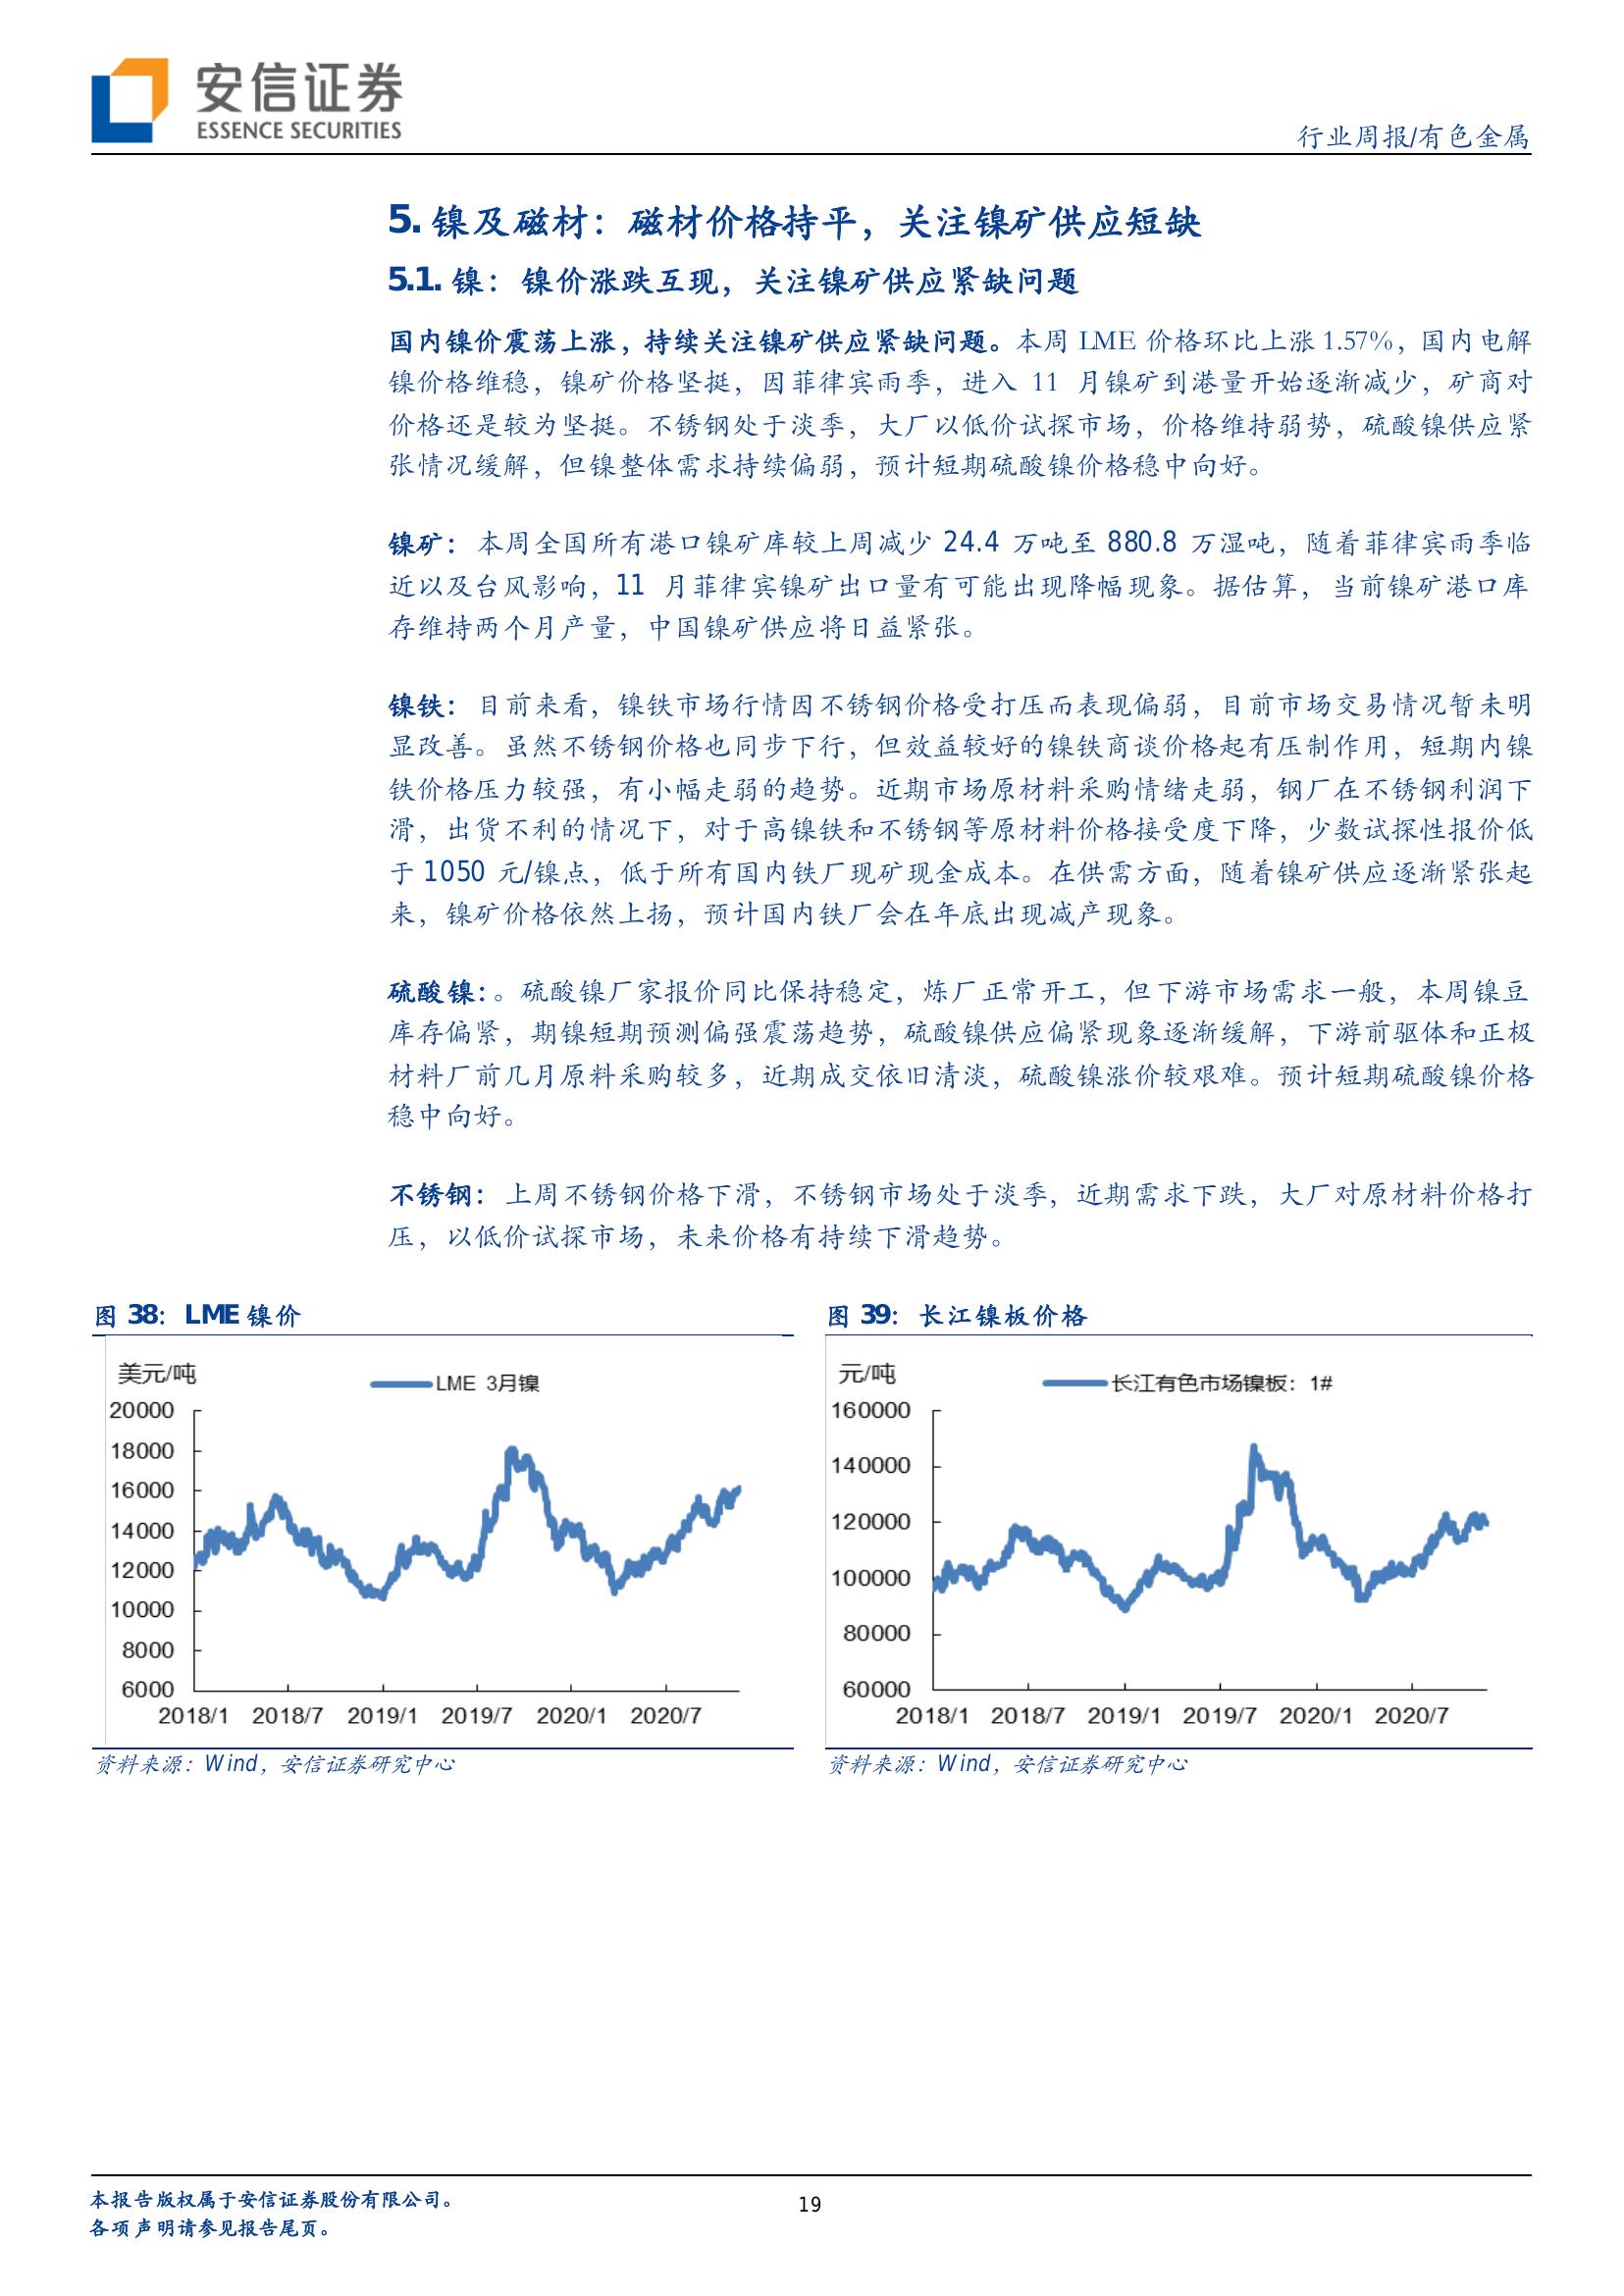 安信证券
ESSENCE SECURITIES
行业周报/有色金属
5. 镍及磁材：磁材价格持平，关注镍矿供应短缺
5.1. 镍：镍价涨跌互现，关注镍矿供应紧缺问题
国内镍价震荡上涨，持续关注镍矿供应紧缺问题。本周 LME 价格环比上涨 1.57%，国内电解
镍价格维稳，镍矿价格坚挺，因菲律宾雨季，进入 11 月镍矿到港量开始逐渐减少，矿商对
价格还是较为坚挺。不锈钢处于淡季，大厂以低价试探市场，价格维持弱势，硫酸镍供应紧
张情况缓解，但镍整体需求持续偏弱，预计短期硫酸镍价格稳中向好。
镍矿：本周全国所有港口镍矿库较上周减少 24.4 万吨至 880.8 万湿吨，随着菲律宾雨季临
近以及台风影响，11 月菲律宾镍矿出口量有可能出现降幅现象。据估算，当前镍矿港口库
存维持两个月产量，中国镍矿供应将日益紧张。
镍铁：目前来看，镍铁市场行情因不锈钢价格受打压而表现偏弱，目前市场交易情况暂未明
显改善。虽然不锈钢价格也同步下行，但效益较好的镍铁商谈价格起有压制作用，短期内镍
铁价格压力较强，有小幅走弱的趋势。近期市场原材料采购情绪走弱，钢厂在不锈钢利润下
滑，出货不利的情况下，对于高镍铁和不锈钢等原材料价格接受度下降，少数试探性报价低
于 1050 元/镍点，低于所有国内铁厂现矿现金成本。在供需方面，随着镍矿供应逐渐紧张起
来，镍矿价格依然上扬，预计国内铁厂会在年底出现减产现象。
硫酸镍：。硫酸镍厂家报价同比保持稳定，炼厂正常开工，但下游市场需求一般，本周镍豆
库存偏紧，期镍短期预测偏强震荡趋势，硫酸镍供应偏紧现象逐渐缓解，下游前驱体和正极
材料厂前几月原料采购较多，近期成交依旧清淡，硫酸镍涨价较艰难。预计短期硫酸镍价格
稳中向好。
不锈钢：上周不锈钢价格下滑，不锈钢市场处于淡季，近期需求下跌，大厂对原材料价格打
压，以低价试探市场，未来价格有持续下滑趋势。
图 38：LME 镍价
美元/吨
LME 3月镍
20000
18000
16000
14000
12000
10000
8000
6000
2018/1 2018/7 2019/1 2019/7 2020/1 2020/7
资料来源：Wind，安信证券研究中心
图 39：长江镍板价格
元/吨
长江有色市场镍板：1#
160000
140000
120000
100000
80000
60000
2018/1 2018/7 2019/1 2019/7 2020/1 2020/7
资料来源：Wind，安信证券研究中心
本报告版权属于安信证券股份有限公司。
各项声明请参见报告尾页。
19